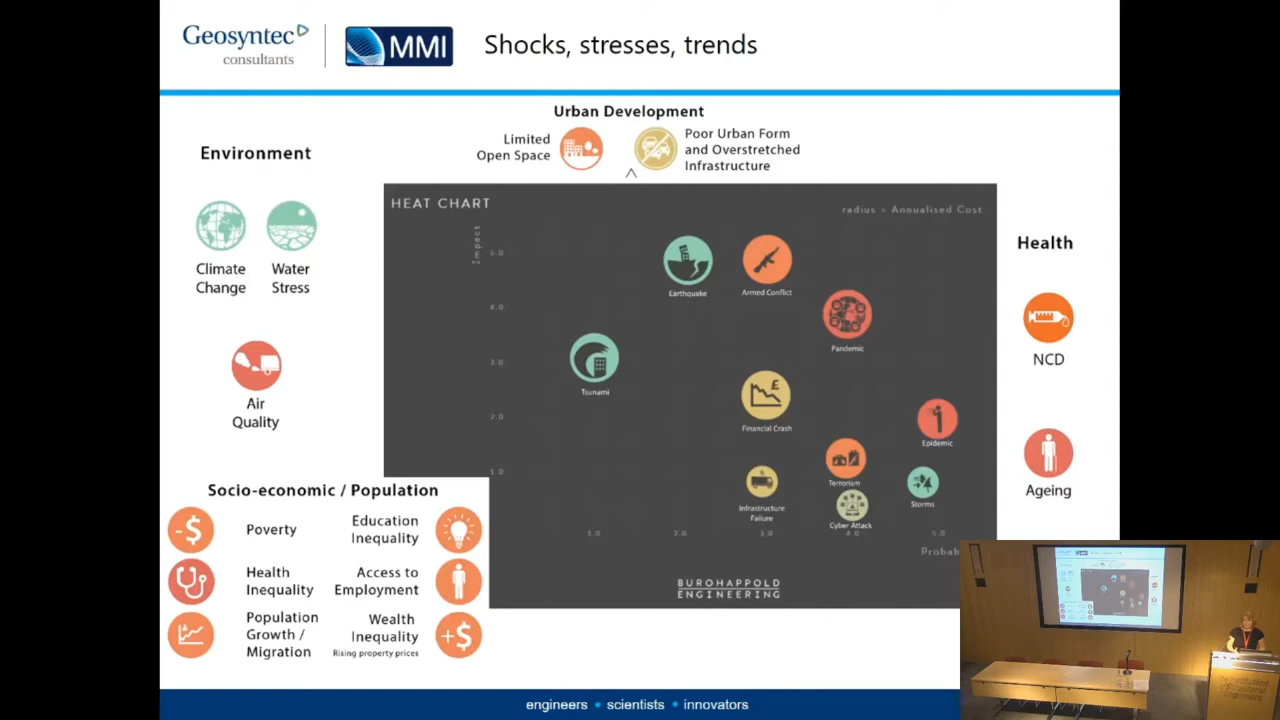 Geosyntec
consultants
MMI
Shocks, stresses, trends
Urban Development
Limited
Open Space
Poor Urban Form
and Overstretched
Infrastructure
Environment
Climate
Change
Water
Stress
Air
Quality
HEAT CHART
radius = Annualised Cost
Impact
5.0
4.0
3.0
2.0
1.0
Earthquake
Armed Conflict
Pandemic
Tsunami
Financial Crash
Epidemic
Terrorism
Infrastructure
Failure
Cyber Attack
Storms
1.0
2.0
3.0
4.0
5.0
Probab
BUROHAPPOLD
ENGINEERING
Health
NCD
Ageing
Socio-economic / Population
-$
Poverty
Education
Inequality
Health
Inequality
Access to
Employment
Population
Growth /
Migration
Wealth
Inequality
Rising property prices
+$
engineers • scientists • innovators